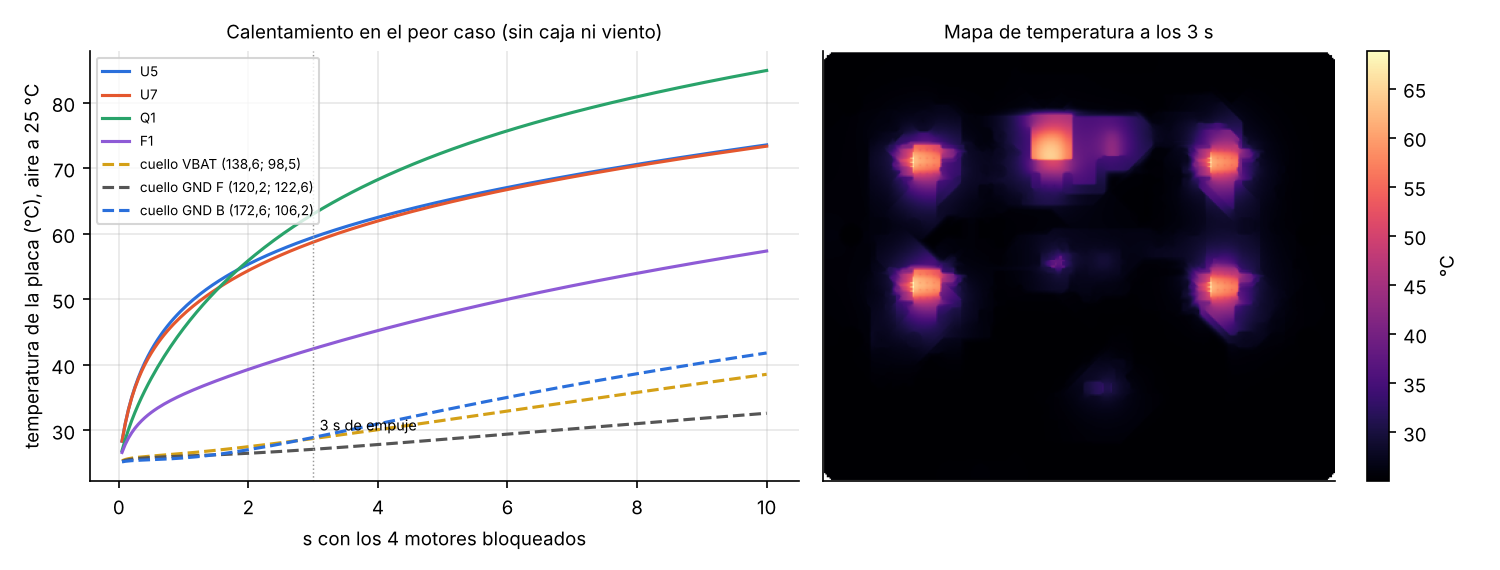 Calentamiento en el peor caso (sin caja ni viento)
temperatura de la placa (°C), aire a 25 °C
80
70
60
50
40
30
U5
U7
Q1
F1
cuello VBAT (138,6; 98,5)
cuello GND F (120,2; 122,6)
cuello GND B (172,6; 106,2)
3 s de empuje
0
2
4
6
8
10
s con los 4 motores bloqueados
Mapa de temperatura a los 3 s
65
60
55
50
45
40
35
30
°C